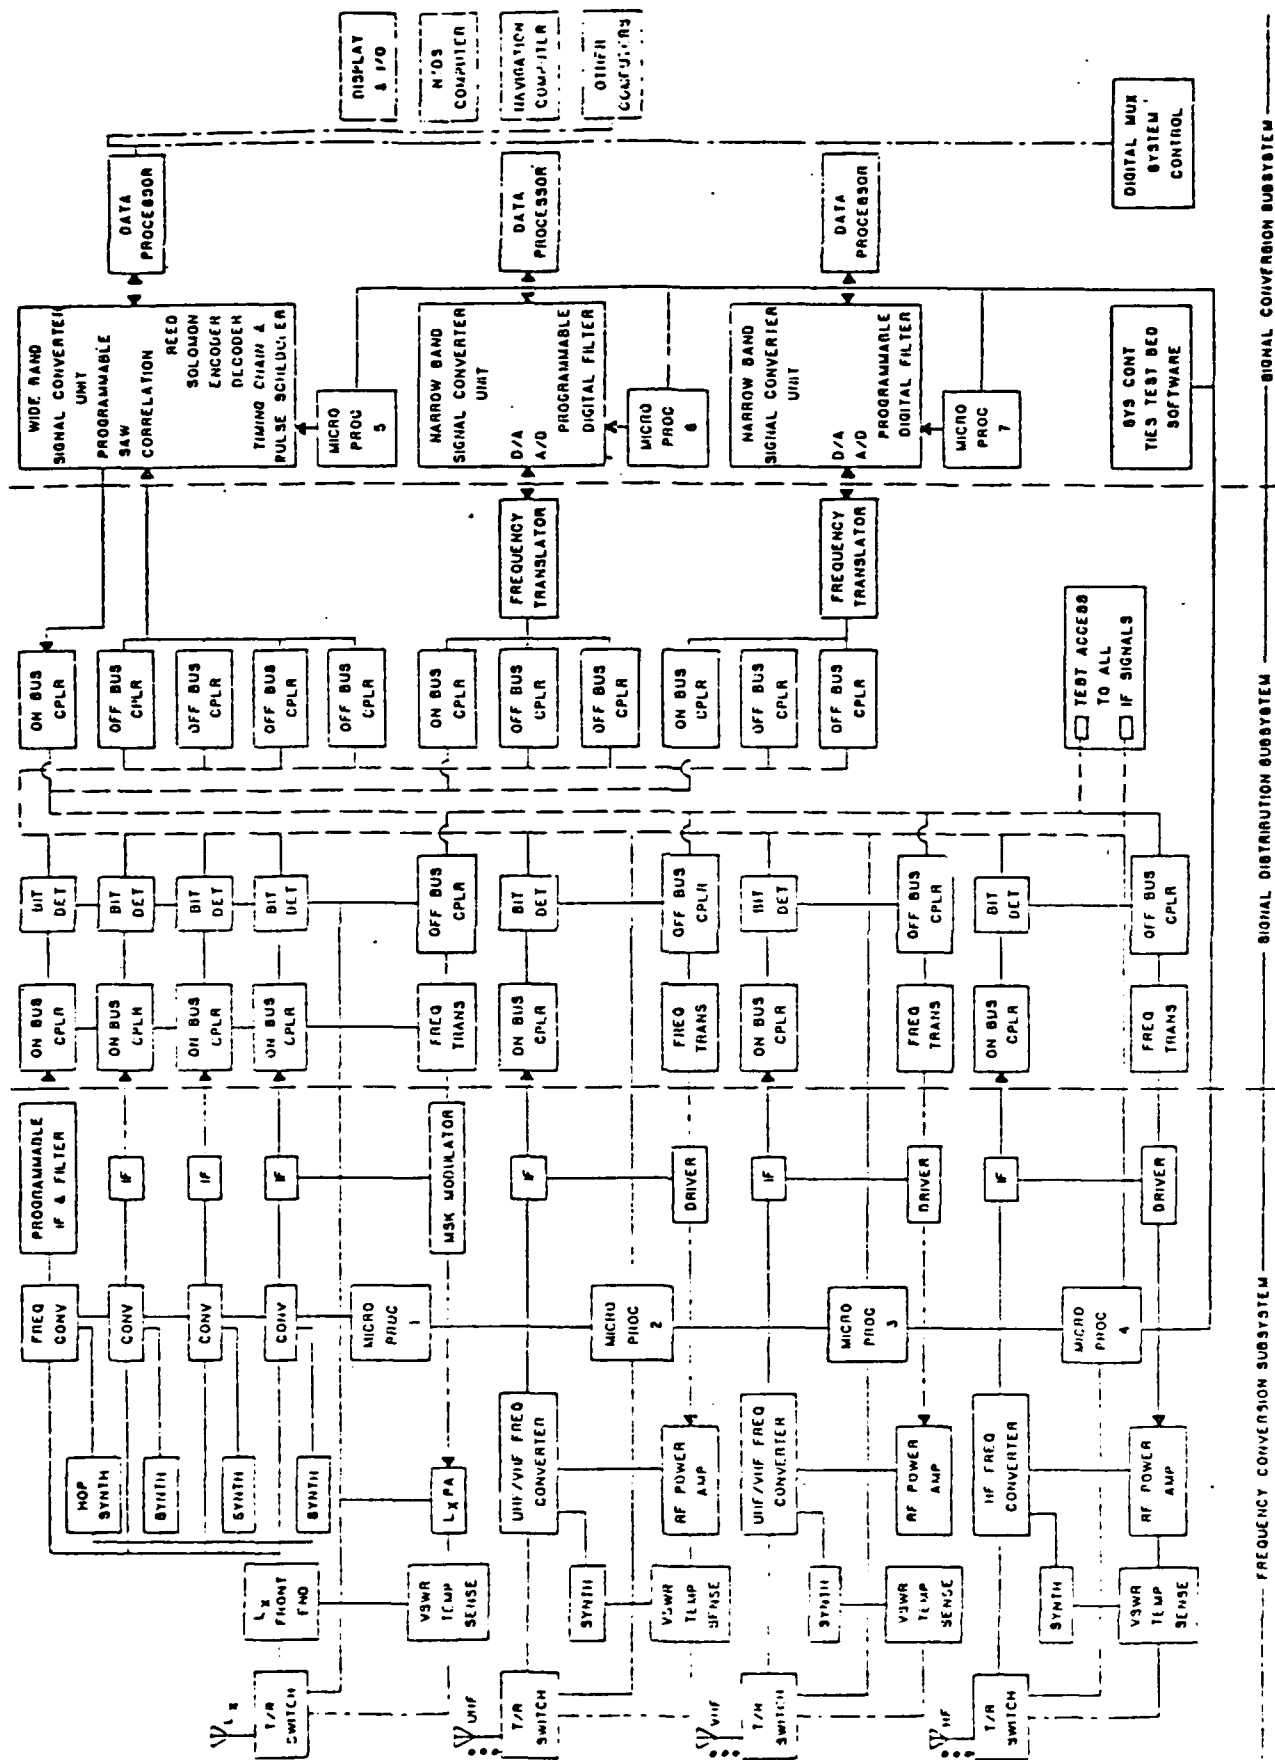 DISPLAY
& I/O
COMPUTER
NAVIGATION
COMPUTER
OTHER
COMPUTERS
DIGITAL MUX
SYSTEM
CONTROL
DATA
PROCESSOR
DATA
PROCESSOR
DATA
PROCESSOR
WIDE BAND
SIGNAL CONVERTER
UNIT
PROGRAMMABLE
SAW
CORRELATION
REED
SOLOMON
ENCODER
DECODER
TIMING CHAIN &
PULSE SCHEDULER
MICRO
PROC
5
NARROW BAND
SIGNAL CONVERTER
UNIT
D/A
A/D
PROGRAMMABLE
DIGITAL FILTER
MICRO
PROC
6
NARROW BAND
SIGNAL CONVERTER
UNIT
D/A
A/D
PROGRAMMABLE
DIGITAL FILTER
MICRO
PROC
7
SYS CONT
TIES TEST BED
SOFTWARE
SIGNAL CONVERSION SUBSYSTEM
FREQUENCY
TRANSLATOR
FREQUENCY
TRANSLATOR
ON BUS
CPLR
OFF BUS
CPLR
OFF BUS
CPLR
OFF BUS
CPLR
OFF BUS
CPLR
ON BUS
CPLR
OFF BUS
CPLR
OFF BUS
CPLR
ON BUS
CPLR
OFF BUS
CPLR
OFF BUS
CPLR
TEST ACCESS
TO ALL
IF SIGNALS
BIT
DET
BIT
DET
BIT
DET
BIT
DET
OFF BUS
CPLR
BIT
DET
OFF BUS
CPLR
BIT
DET
OFF BUS
CPLR
BIT
DET
OFF BUS
CPLR
ON BUS
CPLR
ON BUS
CPLR
ON BUS
CPLR
ON BUS
CPLR
FREQ
TRANS
ON BUS
CPLR
FREQ
TRANS
ON BUS
CPLR
FREQ
TRANS
ON BUS
CPLR
FREQ
TRANS
SIGNAL DISTRIBUTION SUBSYSTEM
PROGRAMMABLE
IF & FILTER
IF
IF
IF
MSK MODULATOR
IF
DRIVER
IF
DRIVER
IF
DRIVER
FREQ
CONV
CONV
CONV
CONV
MICRO
PROC
1
MICRO
PROC
2
MICRO
PROC
3
MICRO
PROC
4
HOP
SYNTH
SYNTH
SYNTH
SYNTH
LX PA
UHF/VHF FREQ
CONVERTER
RF POWER
AMP
UHF/VHF FREQ
CONVERTER
RF POWER
AMP
HF FREQ
CONVERTER
RF POWER
AMP
LX
FRONT
END
VSWR
TEMP
SENSE
SYNTH
VSWR
TEMP
SENSE
SYNTH
VSWR
TEMP
SENSE
SYNTH
VSWR
TEMP
SENSE
LX
T/R
SWITCH
UHF
T/R
SWITCH
VHF
T/R
SWITCH
HF
T/R
SWITCH
FREQUENCY CONVERSION SUBSYSTEM